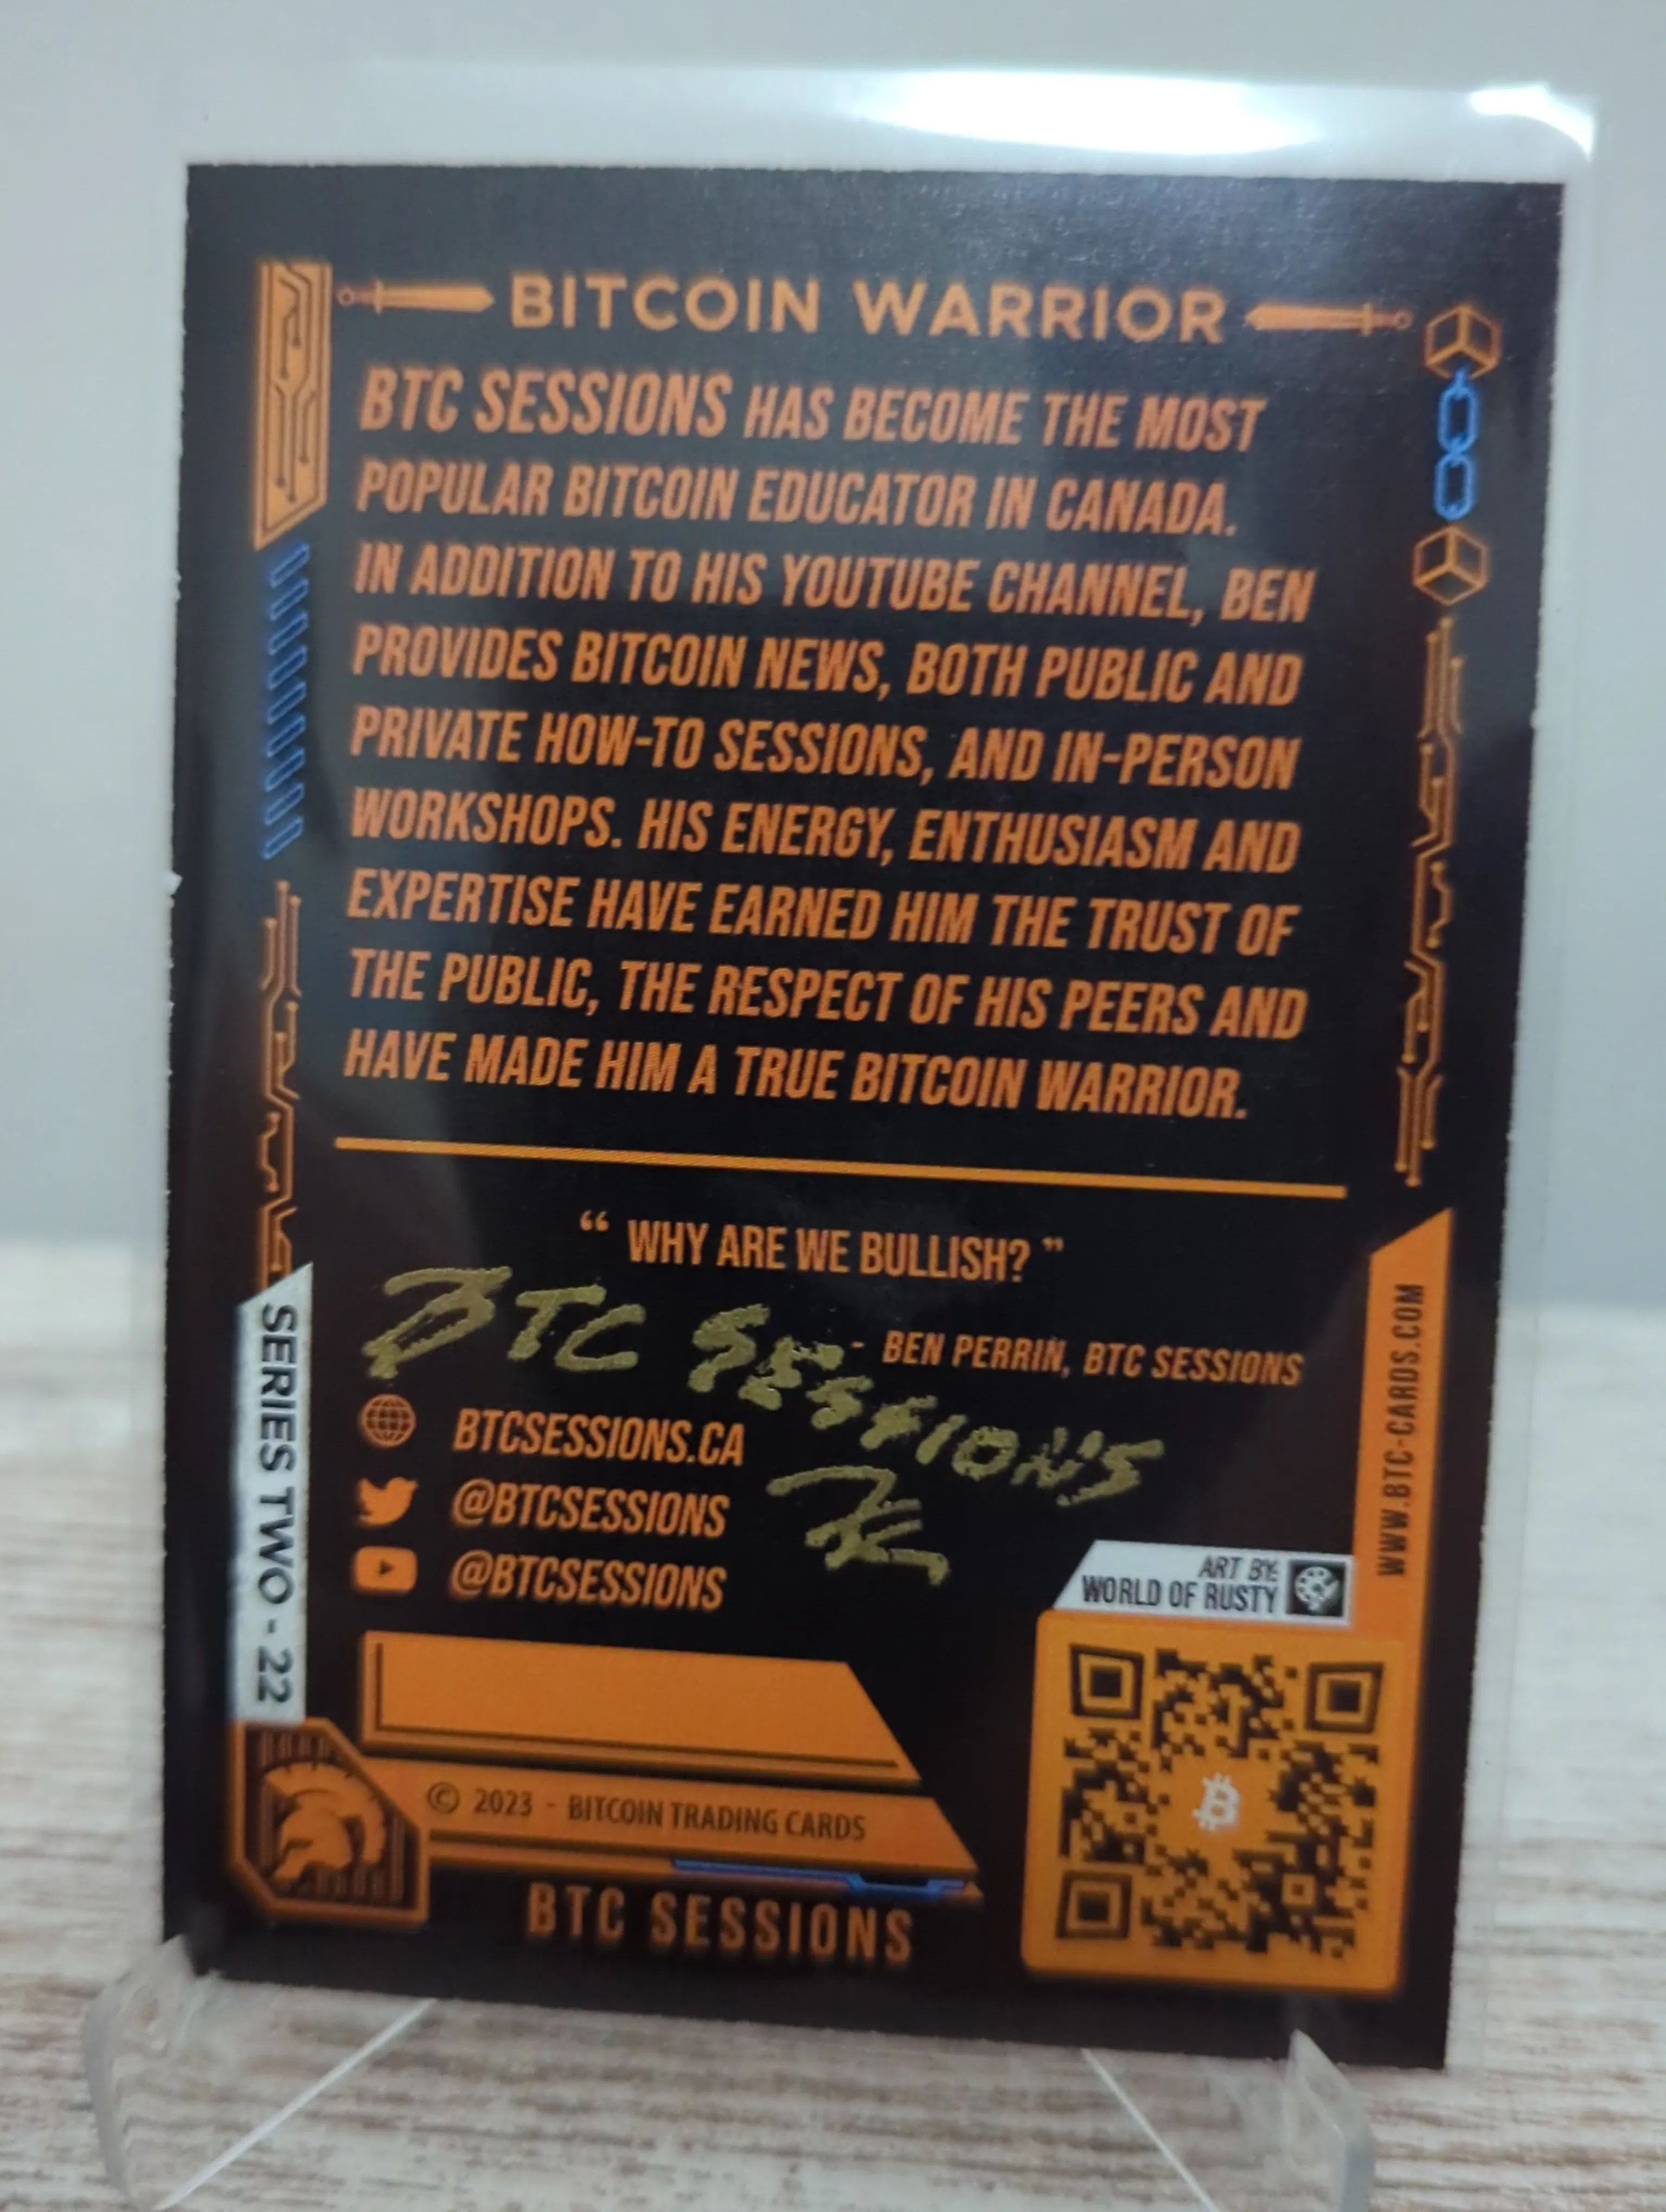 BITCOIN WARRIOR
BTC SESSIONS HAS BECOME THE MOST
POPULAR BITCOIN EDUCATOR IN CANADA.
IN ADDITION TO HIS YOUTUBE CHANNEL, BEN
PROVIDES BITCOIN NEWS, BOTH PUBLIC AND
PRIVATE HOW-TO SESSIONS, AND IN-PERSON
WORKSHOPS. HIS ENERGY, ENTHUSIASM AND
EXPERTISE HAVE EARNED HIM THE TRUST OF
THE PUBLIC, THE RESPECT OF HIS PEERS AND
HAVE MADE HIM A TRUE BITCOIN WARRIOR.
“ WHY ARE WE BULLISH? ”
BTC SESSIONS
- BEN PERRIN, BTC SESSIONS
BTCSESSIONS.CA
@BTCSESSIONS
@BTCSESSIONS
SERIES TWO - 22
WWW.BTC-CARDS.COM
ART BY:
WORLD OF RUSTY
© 2023 - BITCOIN TRADING CARDS
BTC SESSIONS